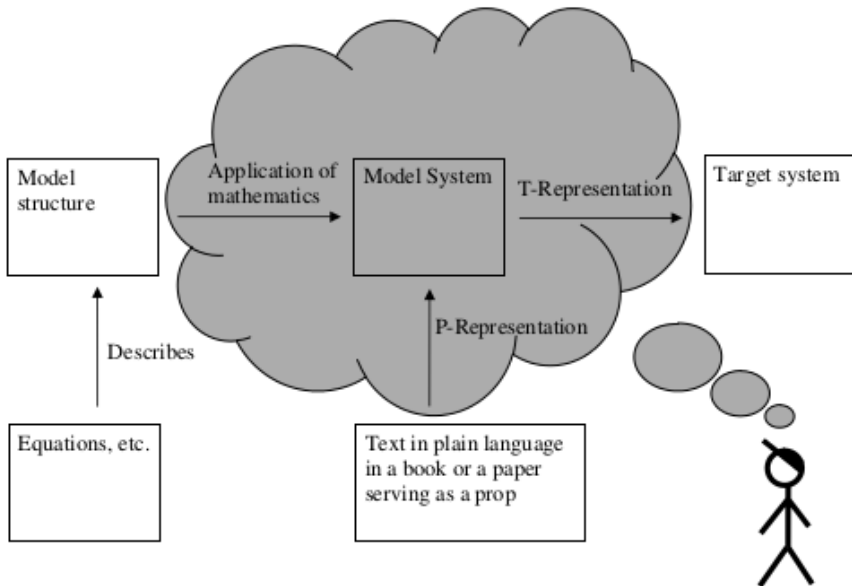 Model
structure
Application of
mathematics
Model System
T-Representation
Target system
Describes
P-Representation
Equations, etc.
Text in plain language
in a book or a paper
serving as a prop